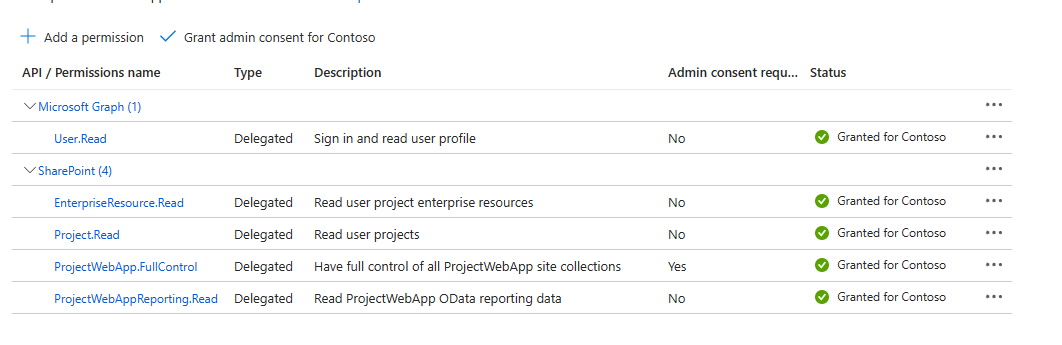 Add a permission Grant admin consent for Contoso
API / Permissions name Type Description Admin consent requ... Status
Microsoft Graph (1) ...
User.Read Delegated Sign in and read user profile No Granted for Contoso ...
SharePoint (4) ...
EnterpriseResource.Read Delegated Read user project enterprise resources No Granted for Contoso ...
Project.Read Delegated Read user projects No Granted for Contoso ...
ProjectWebApp.FullControl Delegated Have full control of all ProjectWebApp site collections Yes Granted for Contoso ...
ProjectWebAppReporting.Read Delegated Read ProjectWebApp OData reporting data No Granted for Contoso ...